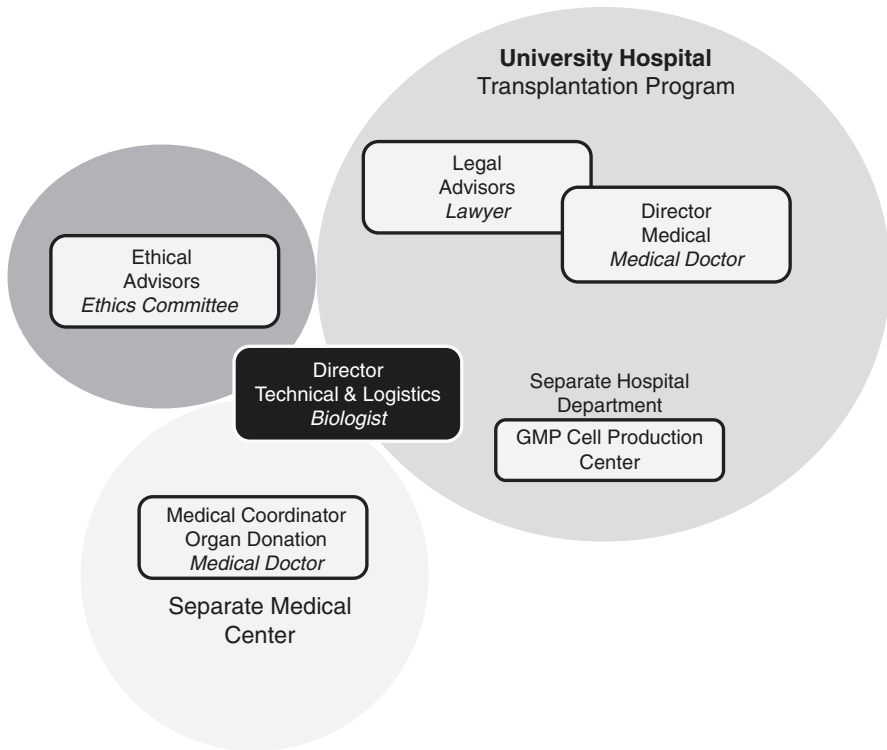 University Hospital
Transplantation Program
Legal
Advisors
Lawyer
Director
Medical
Medical Doctor
Ethical
Advisors
Ethics Committee
Director
Technical & Logistics
Biologist
Separate Hospital
Department
GMP Cell Production
Center
Medical Coordinator
Organ Donation
Medical Doctor
Separate Medical
Center